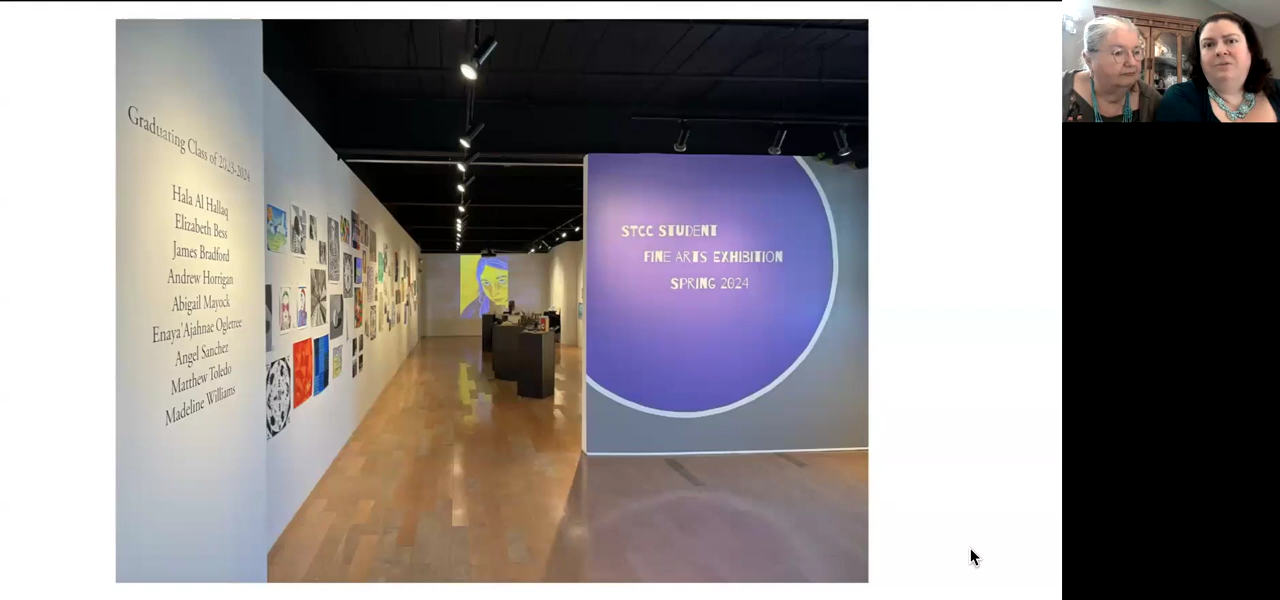 Graduating Class of 2023-2024
Hala Al Hallaq
Elizabeth Bess
James Bradford
Andrew Horrigan
Abigail Mayock
Enaya'Ajahnae Ogletree
Angel Sanchez
Matthew Toledo
Madeline Williams
STCC STUDENT
FINE ARTS EXHIBITION
SPRING 2024